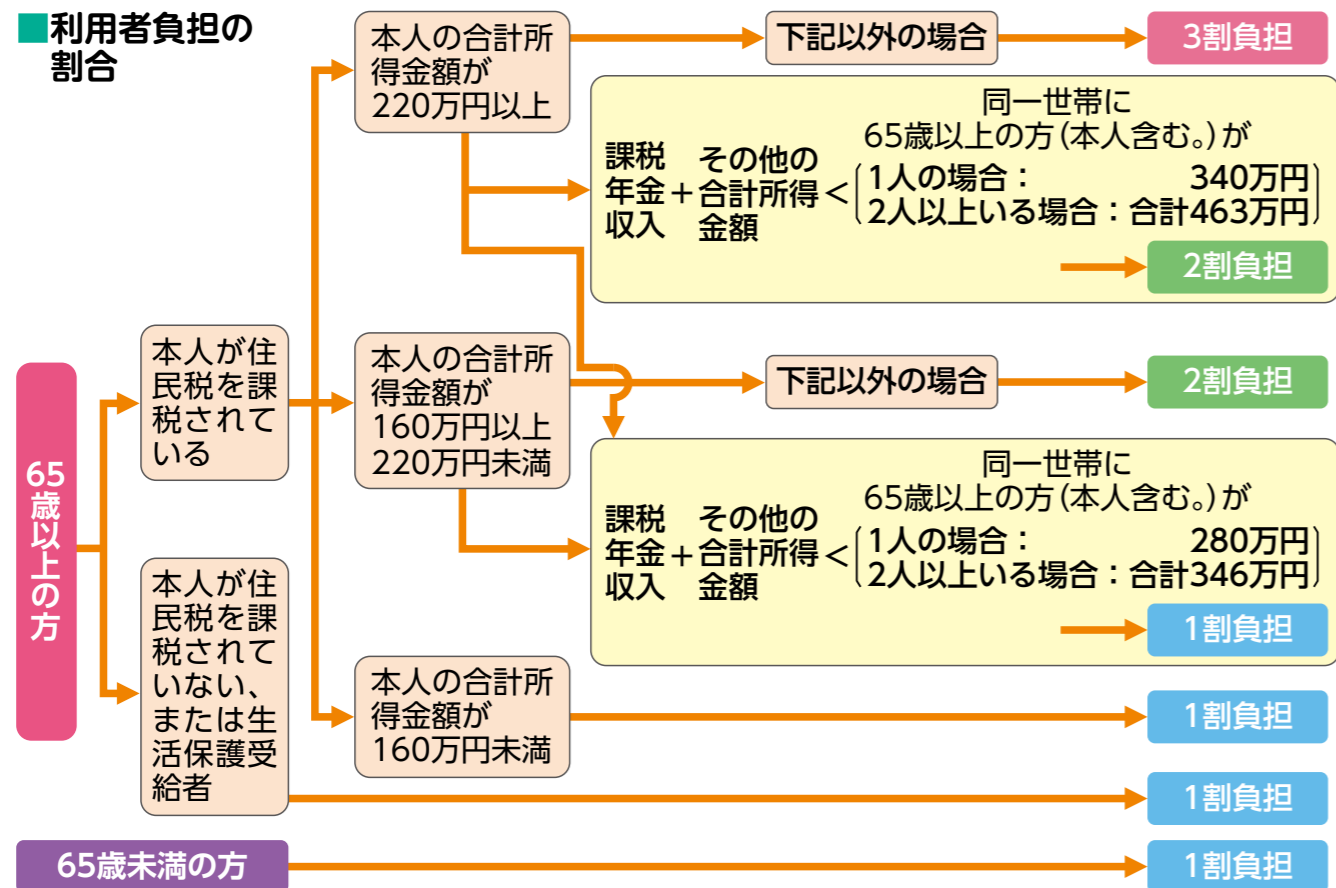 ■利用者負担の
割合
本人の合計所
得金額が
220万円以上
下記以外の場合
3割負担
同一世帯に
65歳以上の方(本人含む。)が
課税
年金
収入
+
その他の
合計所得
金額
<
1人の場合: 340万円
2人以上いる場合:合計463万円
2割負担
本人が住
民税を課
税されて
いる
本人の合計所
得金額が
160万円以上
220万円未満
下記以外の場合
2割負担
同一世帯に
65歳以上の方(本人含む。)が
課税
年金
収入
+
その他の
合計所得
金額
<
1人の場合: 280万円
2人以上いる場合:合計346万円
1割負担
65歳以上の方
本人が住
民税を課
税されて
いない、
または生
活保護受
給者
本人の合計所
得金額が
160万円未満
1割負担
1割負担
65歳未満の方
1割負担